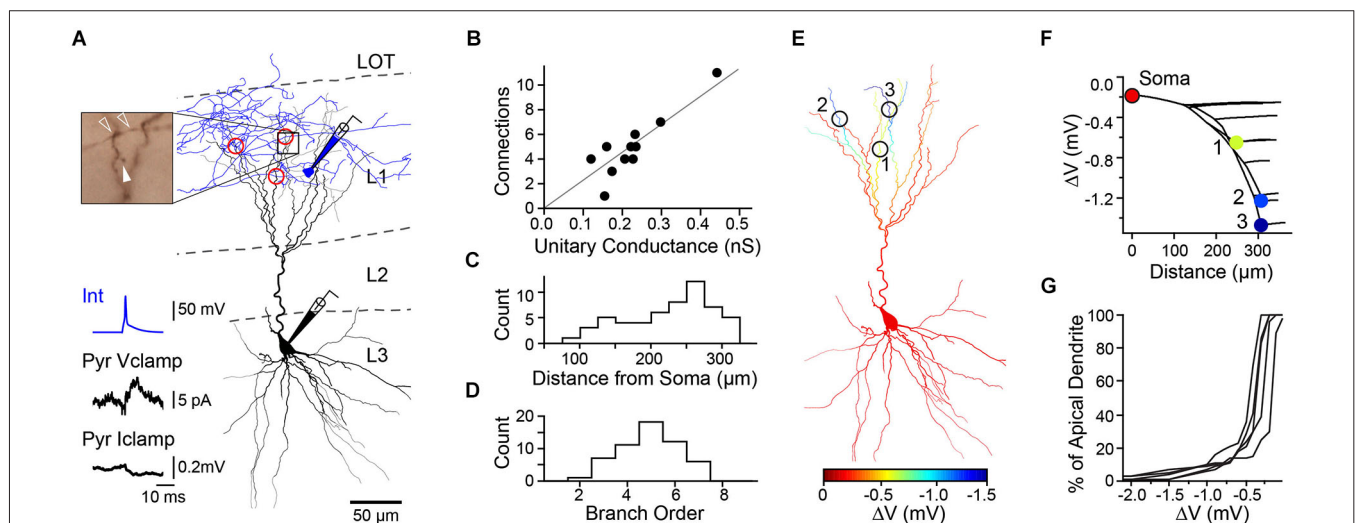 A
LOT
L1
L2
L3
Int
50 mV
Pyr Vclamp
5 pA
Pyr Iclamp
0.2mV
10 ms
50 µm
B
Connections
12
10
8
6
4
2
0
0.0 0.1 0.2 0.3 0.4 0.5
Unitary Conductance (nS)
C
Count
10
5
0
100 200 300
Distance from Soma (µm)
D
Count
20
10
0
2 4 6 8
Branch Order
E
2
3
1
0 -0.5 -1.0 -1.5
ΔV (mV)
F
Soma
ΔV (mV)
0.0
-0.4
-0.8
-1.2
1
2
3
0 100 200 300
Distance (µm)
G
% of Apical Dendrite
100
80
60
40
20
0
-2.0 -1.5 -1.0 -0.5
ΔV (mV)